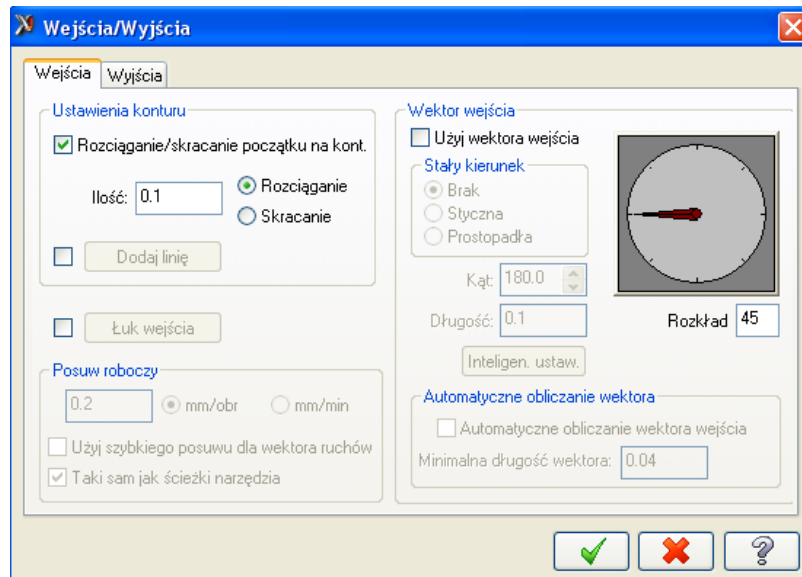 Wejścia/Wyjścia
Wejścia
Wyjścia
Ustawienia konturu
Rozciąganie/skracanie początku na kont.
Ilość: 0.1
Rozciąganie
Skracanie
Dodaj linię
Łuk wejścia
Posuw roboczy
0.2
mm/obr
mm/min
Użyj szybkiego posuwu dla wektora ruchów
Taki sam jak ścieżki narzędzia
Wektor wejścia
Użyj wektora wejścia
Stały kierunek
Brak
Styczna
Prostopadła
Kąt: 180.0
Długość: 0.1
Rozkład 45
Inteligen. ustaw.
Automatyczne obliczanie wektora
Automatyczne obliczanie wektora wejścia
Minimalna długość wektora: 0.04